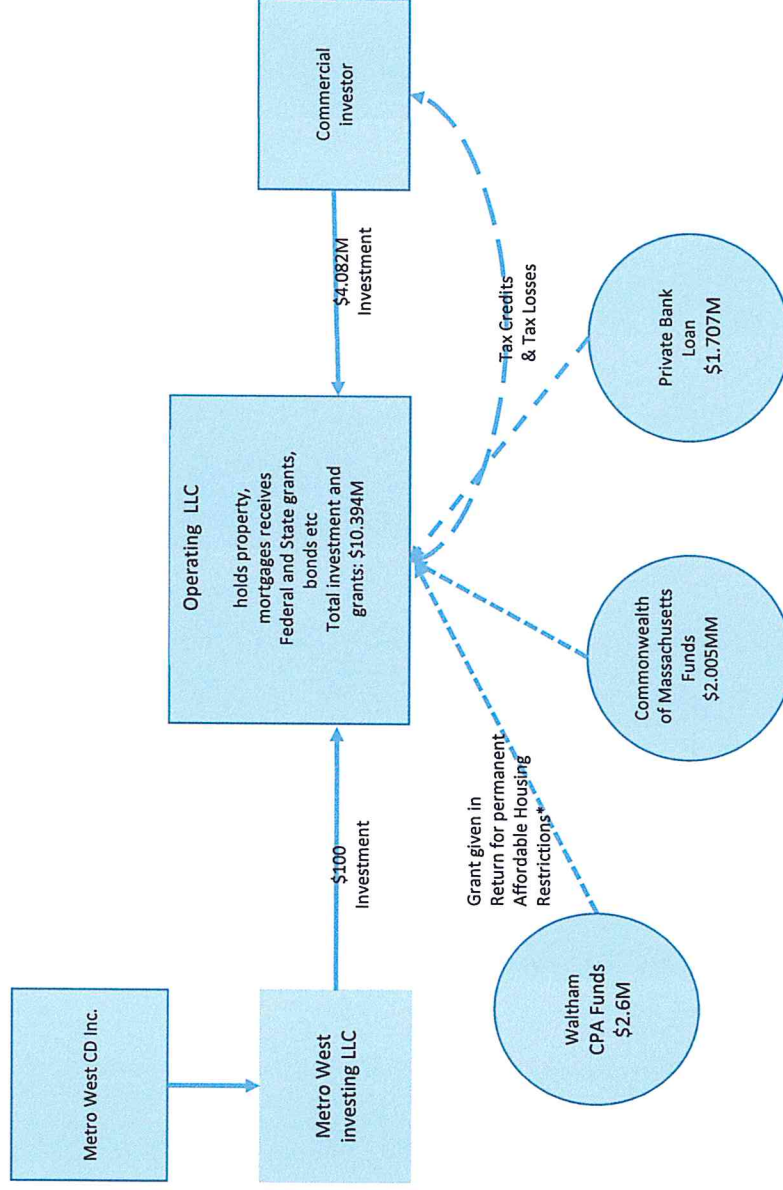 Metro West CD Inc.
Metro West
investing LLC
$100
Investment
Operating LLC
holds property,
mortgages receives
Federal and State grants,
bonds etc
Total investment and
grants: $10.394M
$4.082M
Investment
Commercial
investor
Grant given in
Return for permanent
Affordable Housing
Restrictions*
Tax Credits
& Tax Losses
Waltham
CPA Funds
$2.6M
Commonwealth
of Massachusetts
Funds
$2.005MM
Private Bank
Loan
$1.707M